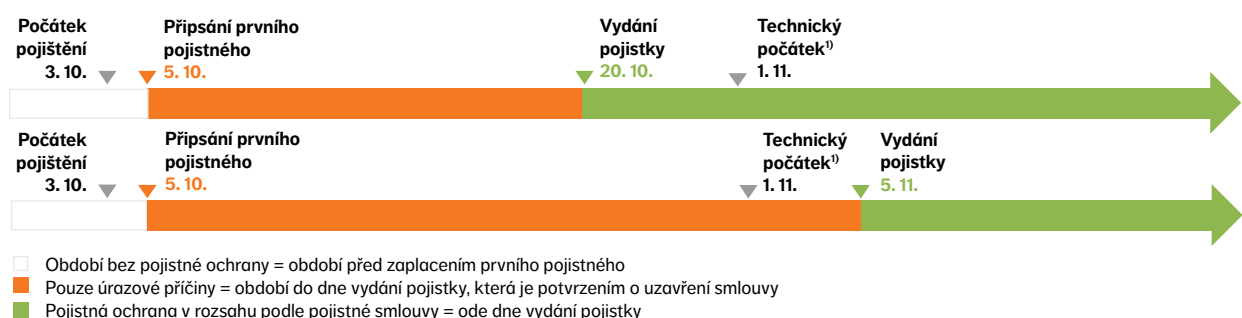 Počátek
pojištění
3. 10.
Připsání prvního
pojistného
5. 10.
Vydání
pojistky
20. 10.
Technický
počátek¹⁾
1. 11.
Počátek
pojištění
3. 10.
Připsání prvního
pojistného
5. 10.
Technický
počátek¹⁾
1. 11.
Vydání
pojistky
5. 11.
Období bez pojistné ochrany = období před zaplacením prvního pojistného
Pouze úrazové příčiny = období do dne vydání pojistky, která je potvrzením o uzavření smlouvy
Pojistná ochrana v rozsahu podle pojistné smlouvy = ode dne vydání pojistky